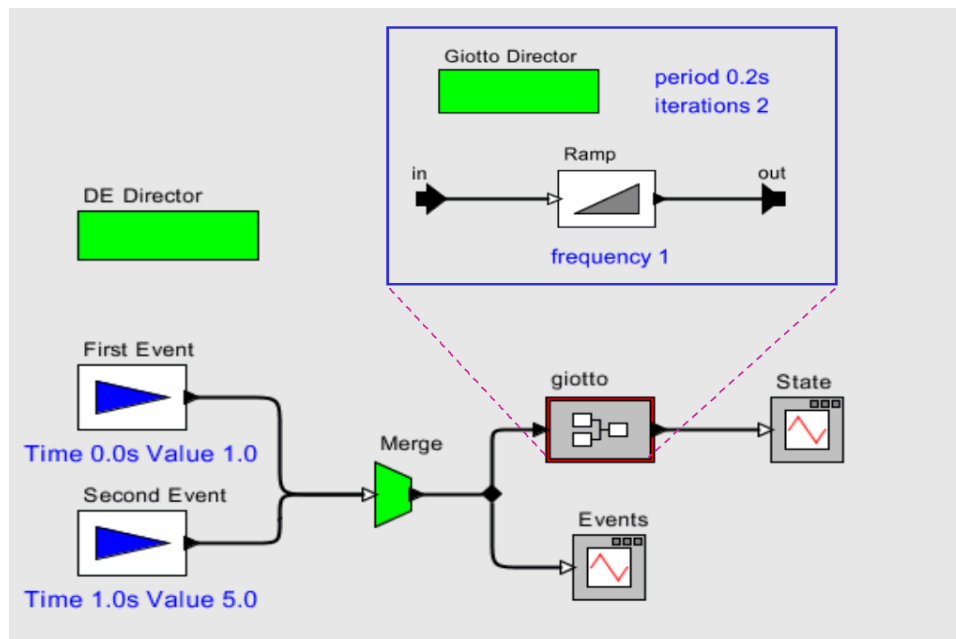 Giotto Director
period 0.2s
iterations 2
Ramp
in
out
frequency 1
DE Director
First Event
Time 0.0s Value 1.0
Second Event
Time 1.0s Value 5.0
Merge
giotto
State
Events